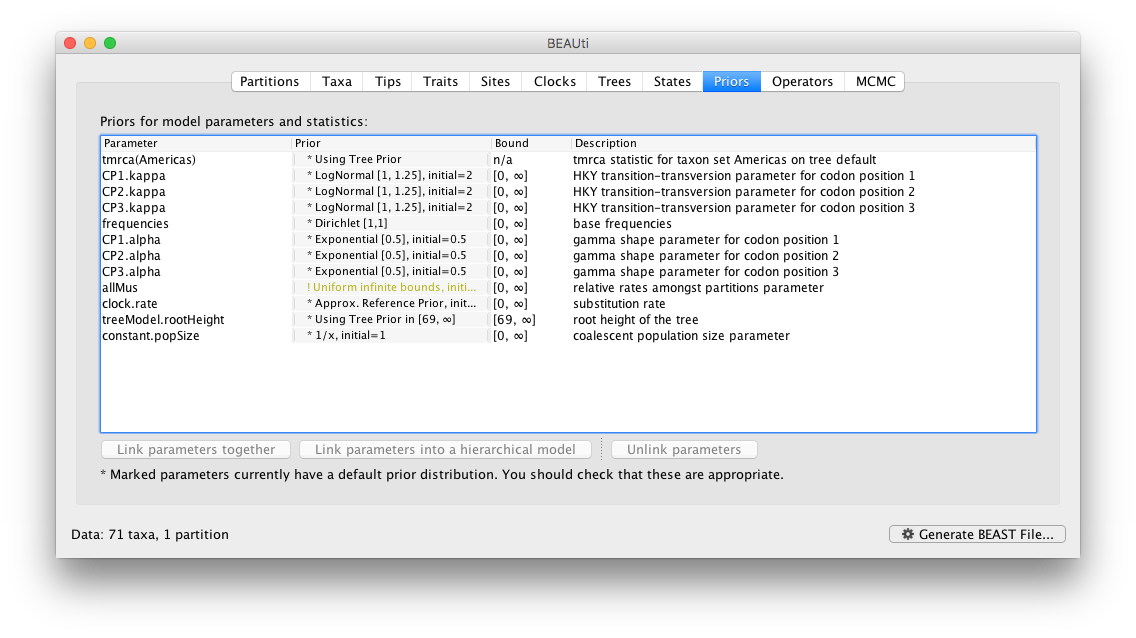 BEAUti
Partitions Taxa Tips Traits Sites Clocks Trees States Priors Operators MCMC
Priors for model parameters and statistics:
Parameter Prior Bound Description
tmrca(Americas) * Using Tree Prior n/a tmrca statistic for taxon set Americas on tree default
CP1.kappa * LogNormal [1, 1.25], initial=2 [0, ∞] HKY transition-transversion parameter for codon position 1
CP2.kappa * LogNormal [1, 1.25], initial=2 [0, ∞] HKY transition-transversion parameter for codon position 2
CP3.kappa * LogNormal [1, 1.25], initial=2 [0, ∞] HKY transition-transversion parameter for codon position 3
frequencies * Dirichlet [1,1] [0, ∞] base frequencies
CP1.alpha * Exponential [0.5], initial=0.5 [0, ∞] gamma shape parameter for codon position 1
CP2.alpha * Exponential [0.5], initial=0.5 [0, ∞] gamma shape parameter for codon position 2
CP3.alpha * Exponential [0.5], initial=0.5 [0, ∞] gamma shape parameter for codon position 3
allMus ! Uniform infinite bounds, initi... [0, ∞] relative rates amongst partitions parameter
clock.rate * Approx. Reference Prior, init... [0, ∞] substitution rate
treeModel.rootHeight * Using Tree Prior in [69, ∞] [69, ∞] root height of the tree
constant.popSize * 1/x, initial=1 [0, ∞] coalescent population size parameter
Link parameters together Link parameters into a hierarchical model Unlink parameters
* Marked parameters currently have a default prior distribution. You should check that these are appropriate.
Data: 71 taxa, 1 partition Generate BEAST File...